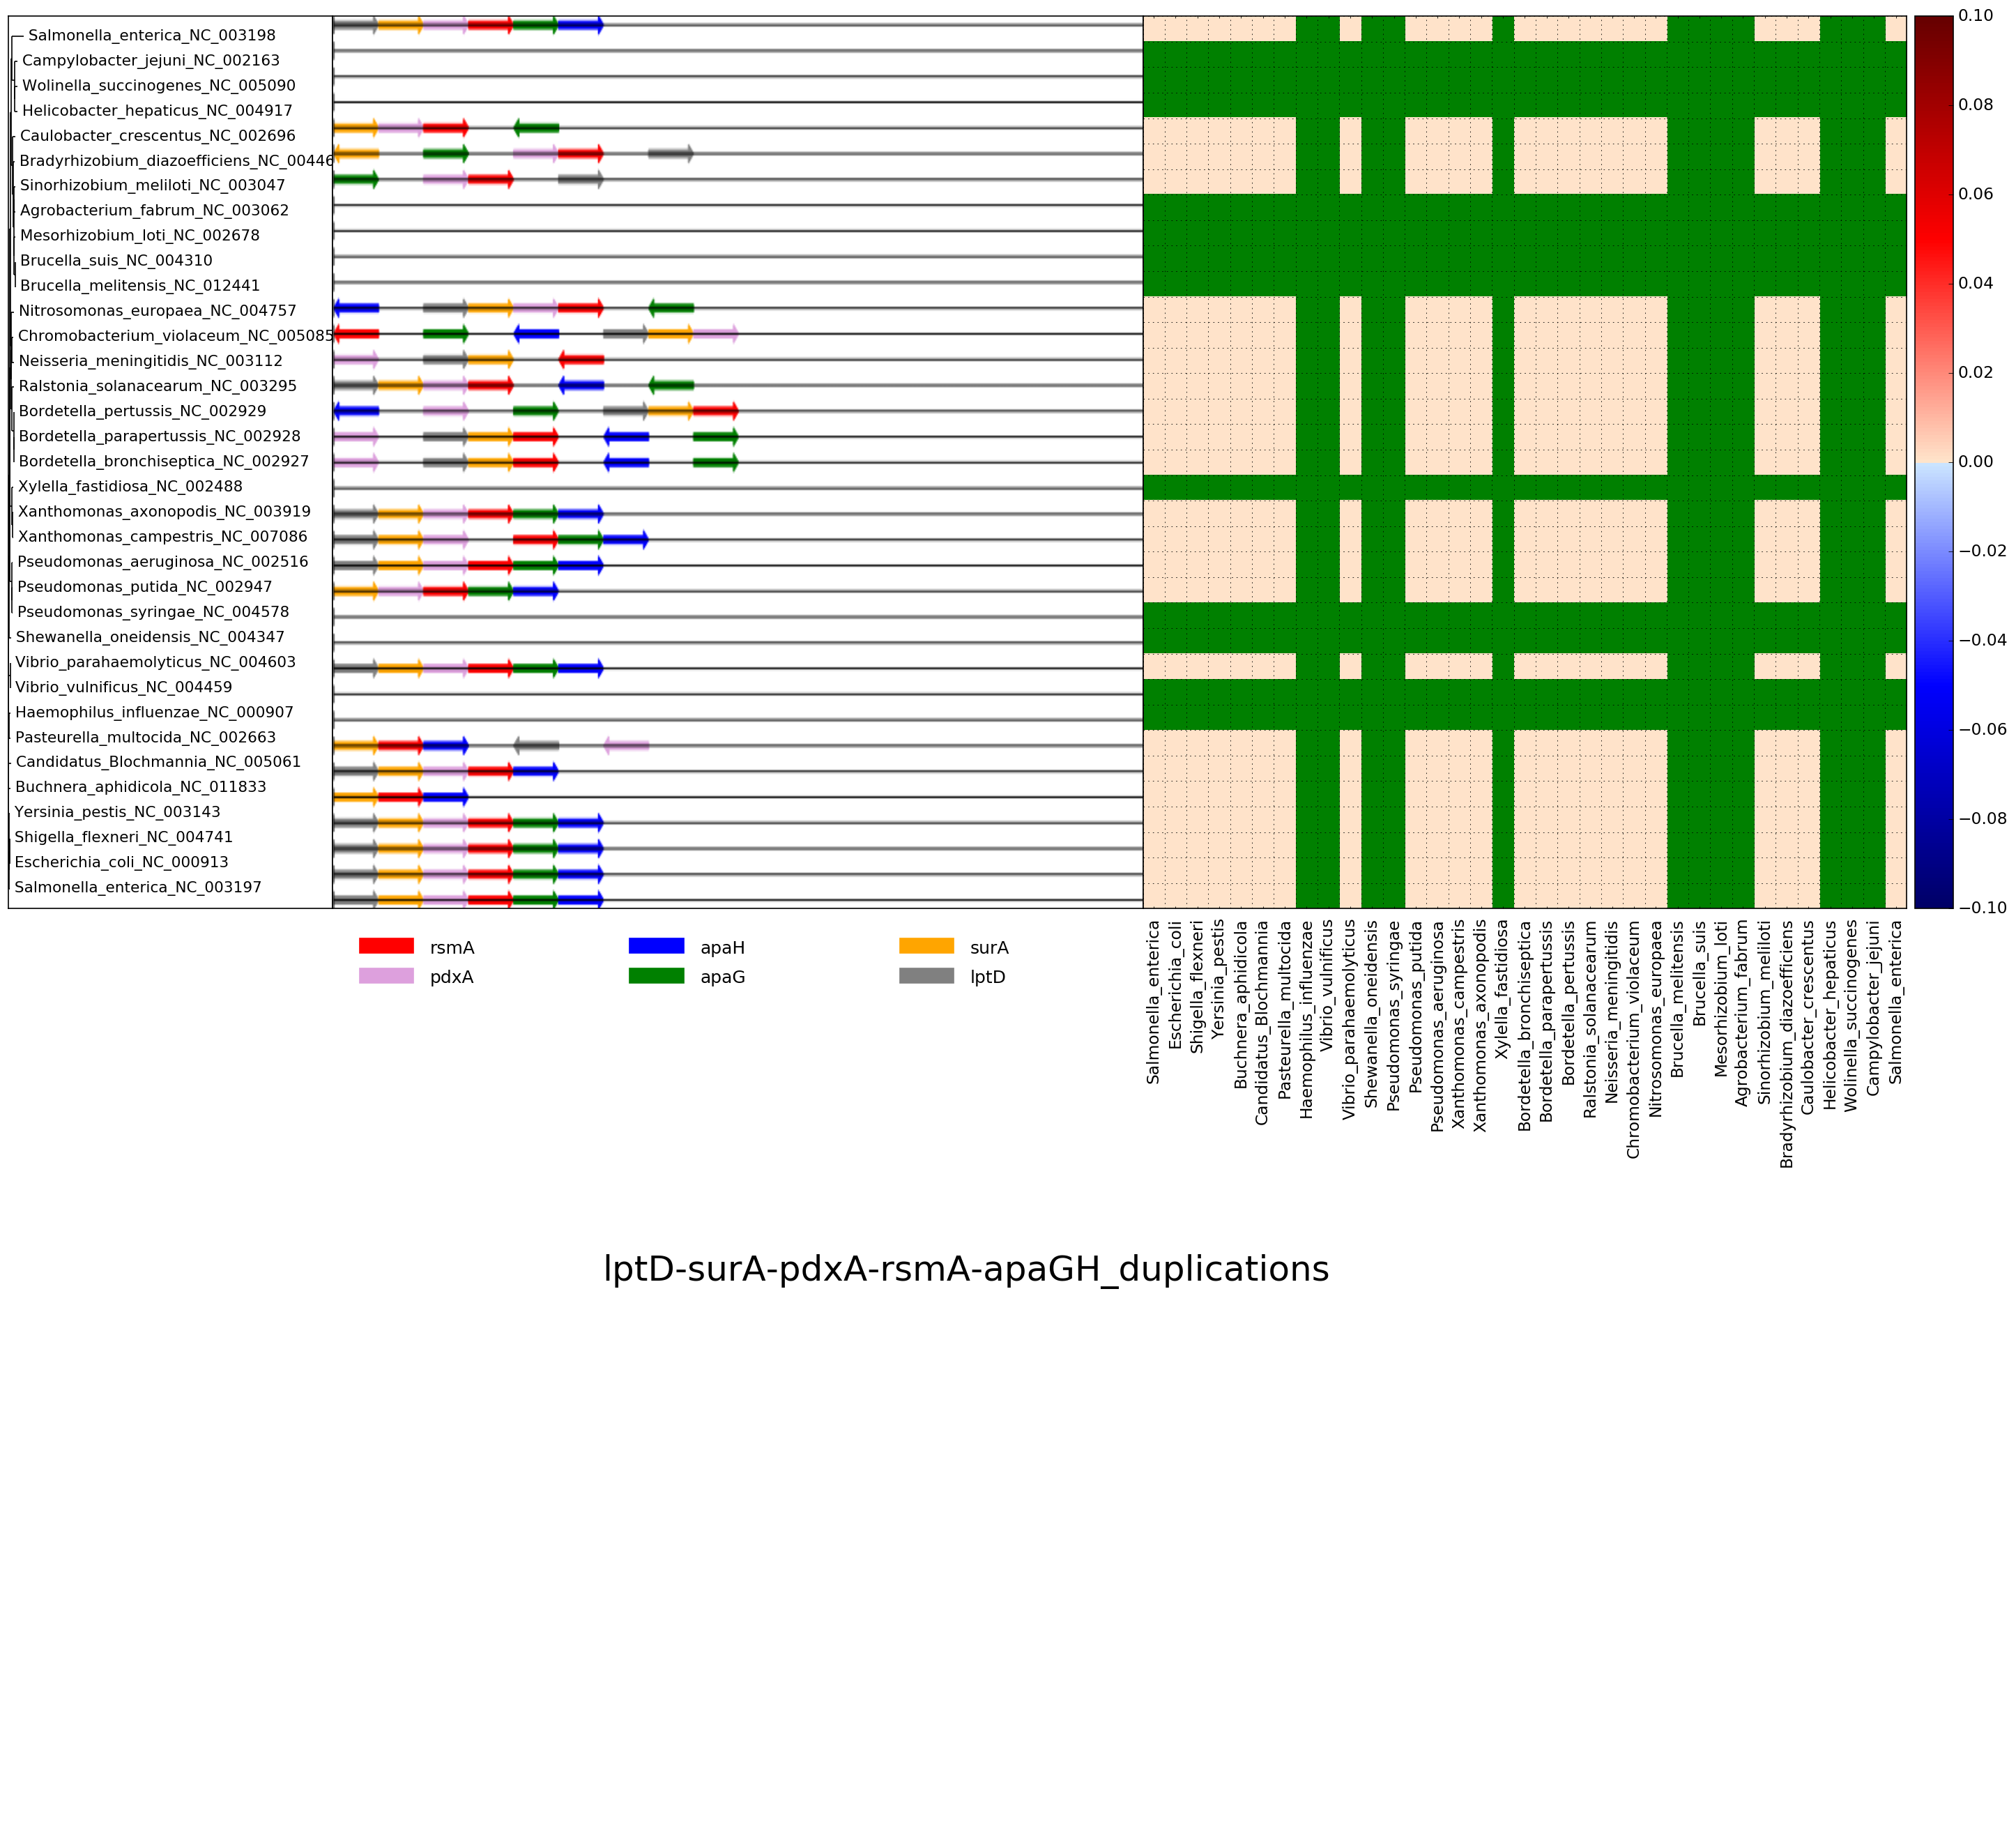 Salmonella_enterica_NC_003198
Campylobacter_jejuni_NC_002163
Wolinella_succinogenes_NC_005090
Helicobacter_hepaticus_NC_004917
Caulobacter_crescentus_NC_002696
Bradyrhizobium_diazoefficiens_NC_00446
Sinorhizobium_meliloti_NC_003047
Agrobacterium_fabrum_NC_003062
Mesorhizobium_loti_NC_002678
Brucella_suis_NC_004310
Brucella_melitensis_NC_012441
Nitrosomonas_europaea_NC_004757
Chromobacterium_violaceum_NC_005085
Neisseria_meningitidis_NC_003112
Ralstonia_solanacearum_NC_003295
Bordetella_pertussis_NC_002929
Bordetella_parapertussis_NC_002928
Bordetella_bronchiseptica_NC_002927
Xylella_fastidiosa_NC_002488
Xanthomonas_axonopodis_NC_003919
Xanthomonas_campestris_NC_007086
Pseudomonas_aeruginosa_NC_002516
Pseudomonas_putida_NC_002947
Pseudomonas_syringae_NC_004578
Shewanella_oneidensis_NC_004347
Vibrio_parahaemolyticus_NC_004603
Vibrio_vulnificus_NC_004459
Haemophilus_influenzae_NC_000907
Pasteurella_multocida_NC_002663
Candidatus_Blochmannia_NC_005061
Buchnera_aphidicola_NC_011833
Yersinia_pestis_NC_003143
Shigella_flexneri_NC_004741
Escherichia_coli_NC_000913
Salmonella_enterica_NC_003197
0.10
0.08
0.06
0.04
0.02
0.00
−0.02
−0.04
−0.06
−0.08
−0.10
Salmonella_enterica
Escherichia_coli
Shigella_flexneri
Yersinia_pestis
Buchnera_aphidicola
Candidatus_Blochmannia
Pasteurella_multocida
Haemophilus_influenzae
Vibrio_vulnificus
Vibrio_parahaemolyticus
Shewanella_oneidensis
Pseudomonas_syringae
Pseudomonas_putida
Pseudomonas_aeruginosa
Xanthomonas_campestris
Xanthomonas_axonopodis
Xylella_fastidiosa
Bordetella_bronchiseptica
Bordetella_parapertussis
Bordetella_pertussis
Ralstonia_solanacearum
Neisseria_meningitidis
Chromobacterium_violaceum
Nitrosomonas_europaea
Brucella_melitensis
Brucella_suis
Mesorhizobium_loti
Agrobacterium_fabrum
Sinorhizobium_meliloti
Bradyrhizobium_diazoefficiens
Caulobacter_crescentus
Helicobacter_hepaticus
Wolinella_succinogenes
Campylobacter_jejuni
Salmonella_enterica
rsmA apaH surA
pdxA apaG lptD
lptD-surA-pdxA-rsmA-apaGH_duplications